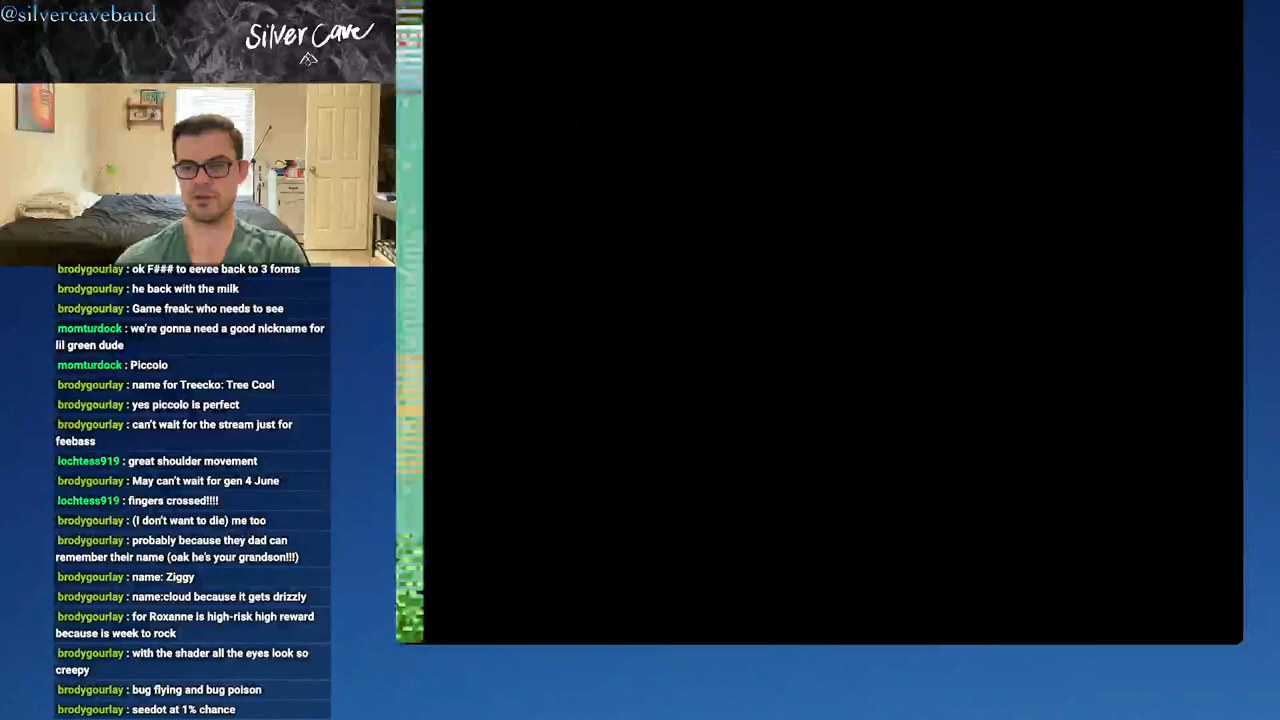 @silvercaveband
Silver Cave
brodygourlay : ok F### to eevee back to 3 forms
brodygourlay : he back with the milk
brodygourlay : Game freak: who needs to see
momturdock : we're gonna need a good nickname for
lil green dude
momturdock : Piccolo
brodygourlay : name for Treecko: Tree Cool
brodygourlay : yes piccolo is perfect
brodygourlay : can't wait for the stream just for
feebass
lochtess919 : great shoulder movement
brodygourlay : May can't wait for gen 4 June
lochtess919 : fingers crossed!!!!
brodygourlay : (I don't want to die) me too
brodygourlay : probably because they dad can
remember their name (oak he's your grandson!!!)
brodygourlay : name: Ziggy
brodygourlay : name:cloud because it gets drizzly
brodygourlay : for Roxanne is high-risk high reward
because is week to rock
brodygourlay : with the shader all the eyes look so
creepy
brodygourlay : bug flying and bug poison
brodygourlay : seedot at 1% chance